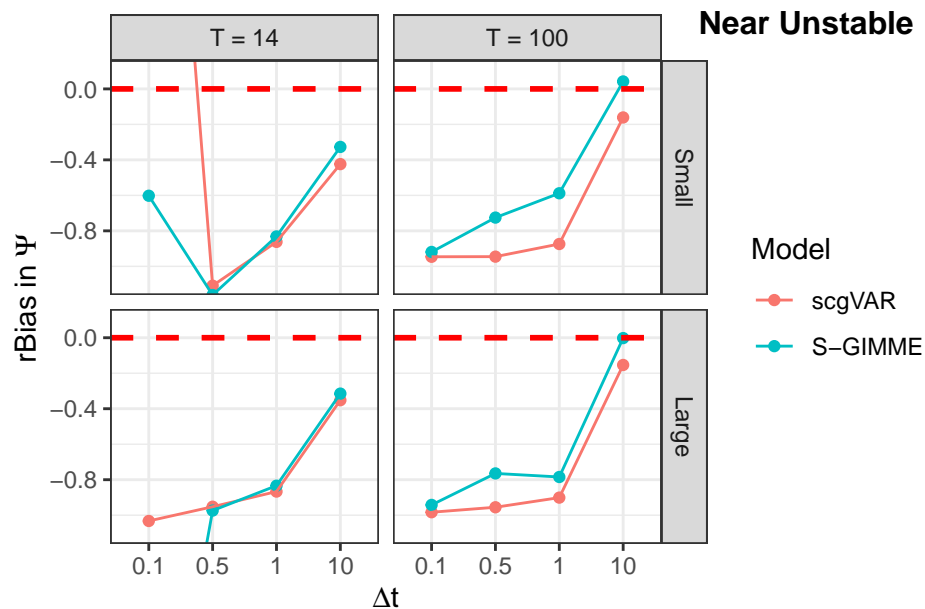 Near Unstable
T = 14
T = 100
0.0
−0.4
−0.8
Small
0.0
−0.4
−0.8
Large
rBias in Ψ
0.1 0.5 1 10
0.1 0.5 1 10
Δt
Model
scgVAR
S−GIMME